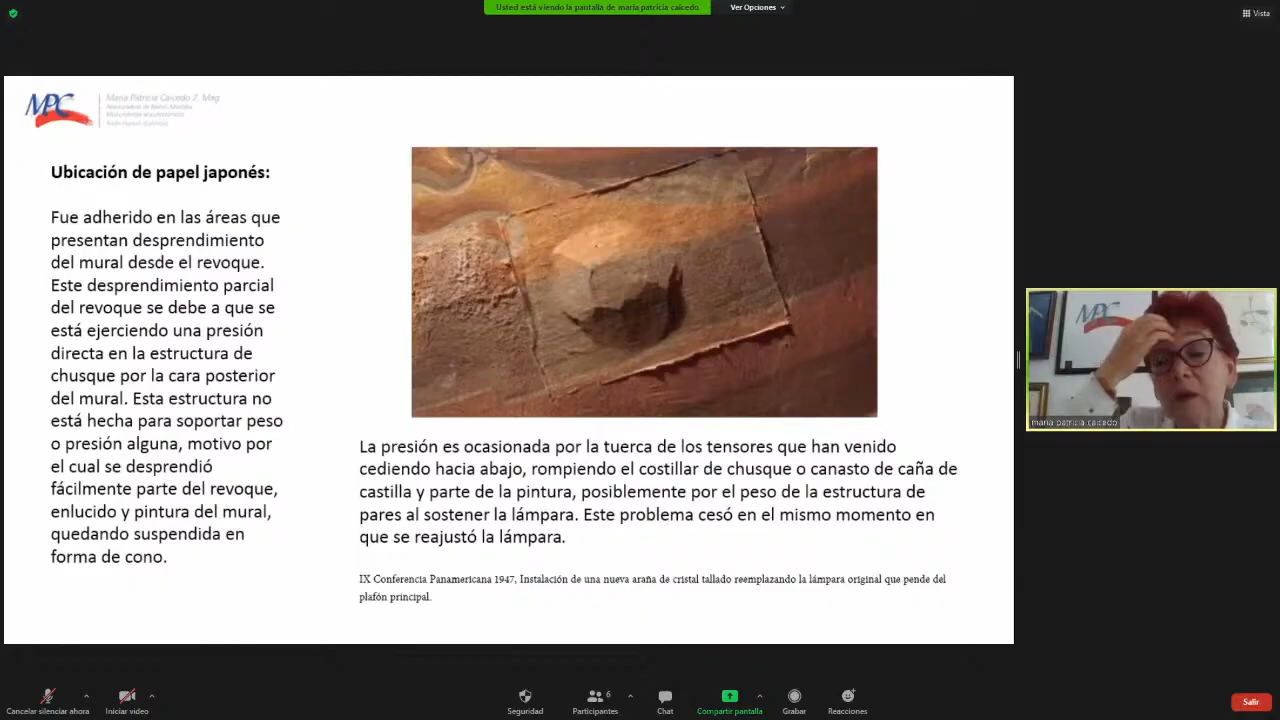 Usted está viendo la pantalla de maria patricia caicedo
Ver Opciones
Vista
MPC
Maria Patricia Caicedo Z. Mag
Ubicación de papel japonés:
Fue adherido en las áreas que
presentan desprendimiento
del mural desde el revoque.
Este desprendimiento parcial
del revoque se debe a que se
está ejerciendo una presión
directa en la estructura de
chusque por la cara posterior
del mural. Esta estructura no
está hecha para soportar peso
o presión alguna, motivo por
el cual se desprendió
fácilmente parte del revoque,
enlucido y pintura del mural,
quedando suspendida en
forma de cono.
La presión es ocasionada por la tuerca de los tensores que han venido
cediendo hacia abajo, rompiendo el costillar de chusque o canasto de caña de
castilla y parte de la pintura, posiblemente por el peso de la estructura de
pares al sostener la lámpara. Este problema cesó en el mismo momento en
que se reajustó la lámpara.
IX Conferencia Panamericana 1947, Instalación de una nueva araña de cristal tallado reemplazando la lámpara original que pende del
plafón principal.
MPC
maria patricia caicedo
Cancelar silenciar ahora
Iniciar video
Seguridad
6
Participantes
Chat
Compartir pantalla
Grabar
Reacciones
Salir